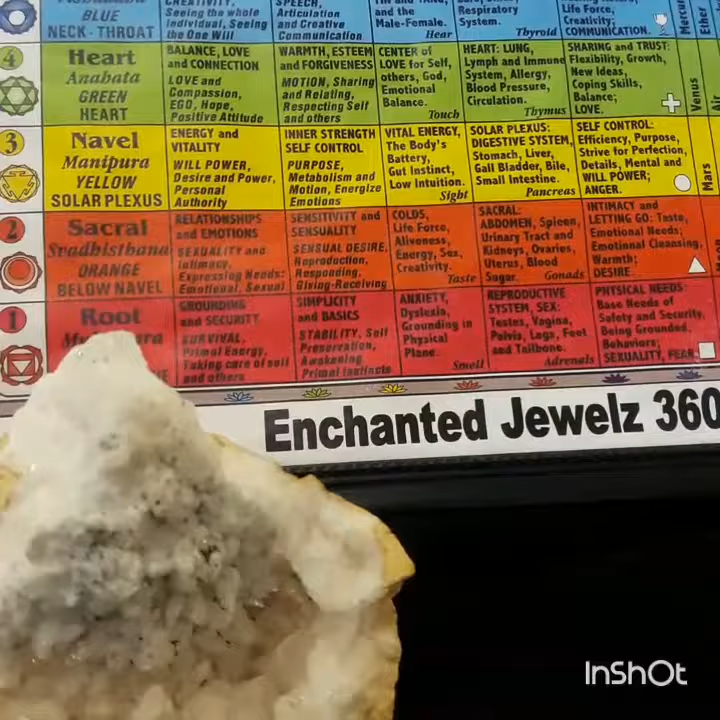 BLUE
NECK - THROAT
CREATIVITY,
Seeing the whole
individual, Seeing
the One Will
SPEECH,
Articulation
and Creative
Communication
and the
Male-Female.
Hear
Respiratory
System.
Thyroid
Life Force,
Creativity;
COMMUNICATION.
Ether
4
Heart
Anahata
GREEN
HEART
BALANCE, LOVE
and CONNECTION
LOVE and
Compassion,
EGO, Hope,
Positive Attitude
WARMTH, ESTEEM
and FORGIVENESS
MOTION, Sharing
and Relating,
Respecting Self
and others
CENTER of
LOVE for Self,
others, God,
Emotional
Balance.
Touch
HEART: LUNG,
Lymph and Immune
System, Allergy,
Blood Pressure,
Circulation.
Thymus
SHARING and TRUST:
Flexibility, Growth,
New Ideas,
Coping Skills,
Balance;
LOVE.
Venus
Air
3
Navel
Manipura
YELLOW
SOLAR PLEXUS
ENERGY and
VITALITY
WILL POWER,
Desire and Power,
Personal
Authority
INNER STRENGTH
SELF CONTROL
PURPOSE,
Metabolism and
Motion, Energize
Emotions
VITAL ENERGY,
The Body's
Battery,
Gut Instinct,
Low Intuition.
Sight
SOLAR PLEXUS:
DIGESTIVE SYSTEM,
Stomach, Liver,
Gall Bladder, Bile,
Small Intestine.
Pancreas
SELF CONTROL:
Efficiency, Purpose,
Strive for Perfection,
Details, Mental and
WILL POWER;
ANGER.
Mars
2
Sacral
Svadhisthana
ORANGE
BELOW NAVEL
RELATIONSHIPS
and EMOTIONS
SEXUALITY and
Intimacy,
Expressing Needs:
Emotional, Sexual
SENSITIVITY and
SENSUALITY
SENSUAL DESIRE,
Reproduction,
Responding,
Giving-Receiving
COLDS,
Life Force,
Aliveness,
Energy, Sex,
Creativity.
Taste
SACRAL:
ABDOMEN, Spleen,
Urinary Tract and
Kidneys, Ovaries,
Uterus, Blood
Sugar.
Gonads
INTIMACY and
LETTING GO: Taste,
Emotional Needs;
Emotional Cleansing,
Warmth;
DESIRE.
1
Root
GROUNDING
and SECURITY
SURVIVAL,
Primal Energy,
Taking care of self
and others
SIMPLICITY
and BASICS
STABILITY, Self
Preservation,
Awakening
Primal Instincts
ANXIETY,
Dyslexia,
Grounding in
Physical
Plane.
Smell
REPRODUCTIVE
SYSTEM, SEX:
Testes, Vagina,
Pelvis, Legs, Feet
and Tailbone.
Adrenals
PHYSICAL NEEDS:
Base Needs of
Safety and Security,
Being Grounded,
Behaviors;
SEXUALITY, FEAR.
Enchanted Jewelz 360
InShOt